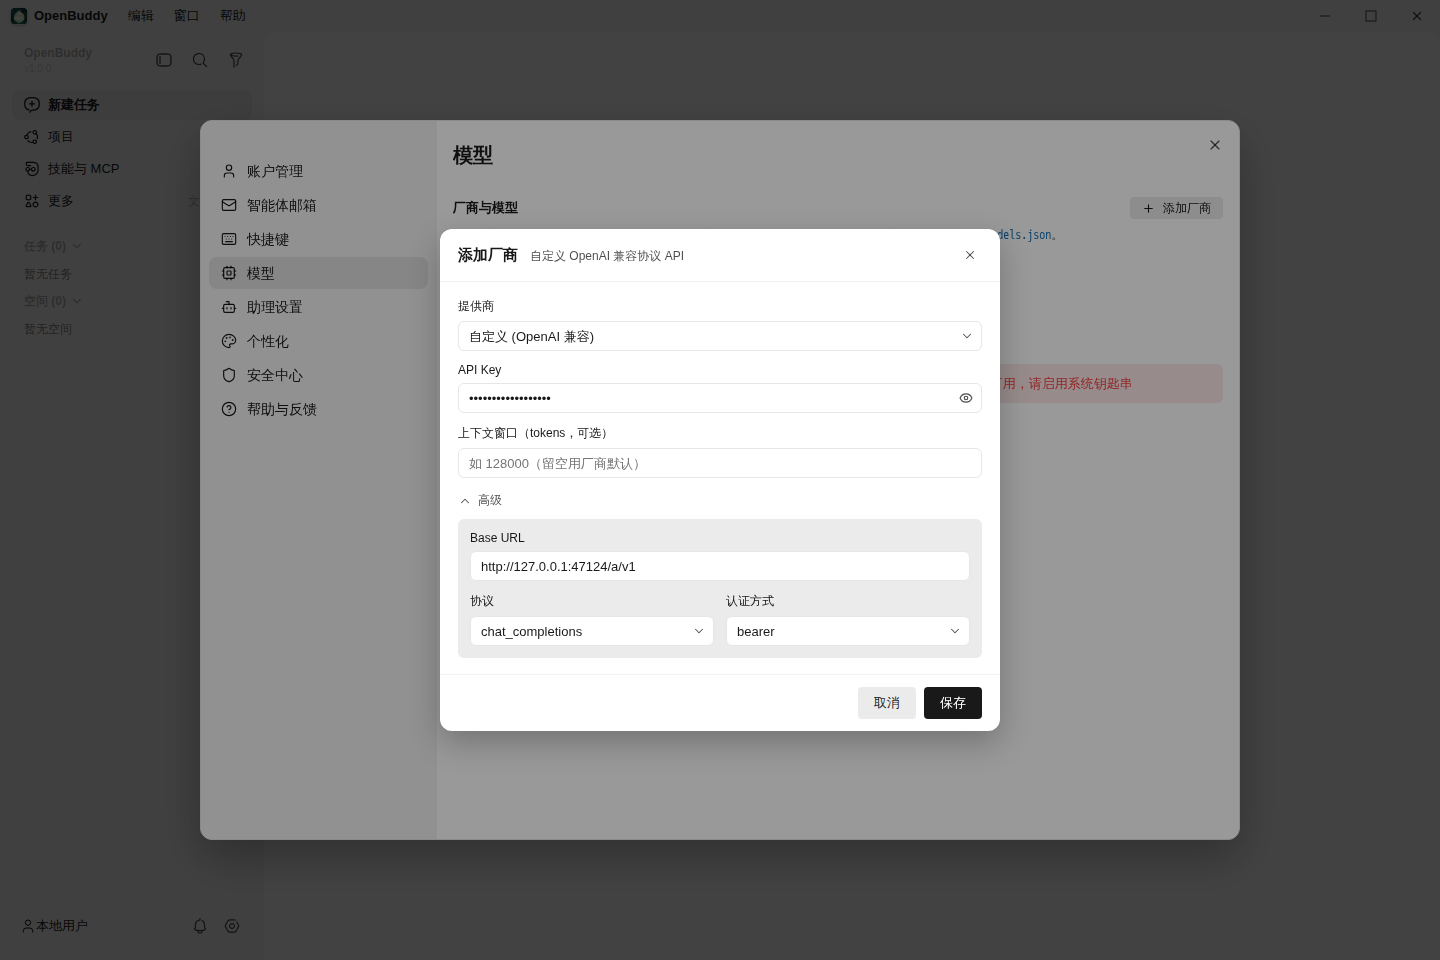 OpenBuddy 编辑 窗口 帮助
OpenBuddy
v1.0.0
新建任务
项目
技能与 MCP
更多
任务 (0)
暂无任务
空间 (0)
暂无空间
本地用户
账户管理
智能体邮箱
快捷键
模型
助理设置
个性化
安全中心
帮助与反馈
模型
厂商与模型
添加厂商
dels.json。
用，请启用系统钥匙串
添加厂商 自定义 OpenAI 兼容协议 API
提供商
自定义 (OpenAI 兼容)
API Key
••••••••••••••••••
上下文窗口（tokens，可选）
如 128000（留空用厂商默认）
高级
Base URL
http://127.0.0.1:47124/a/v1
协议 认证方式
chat_completions bearer
取消 保存